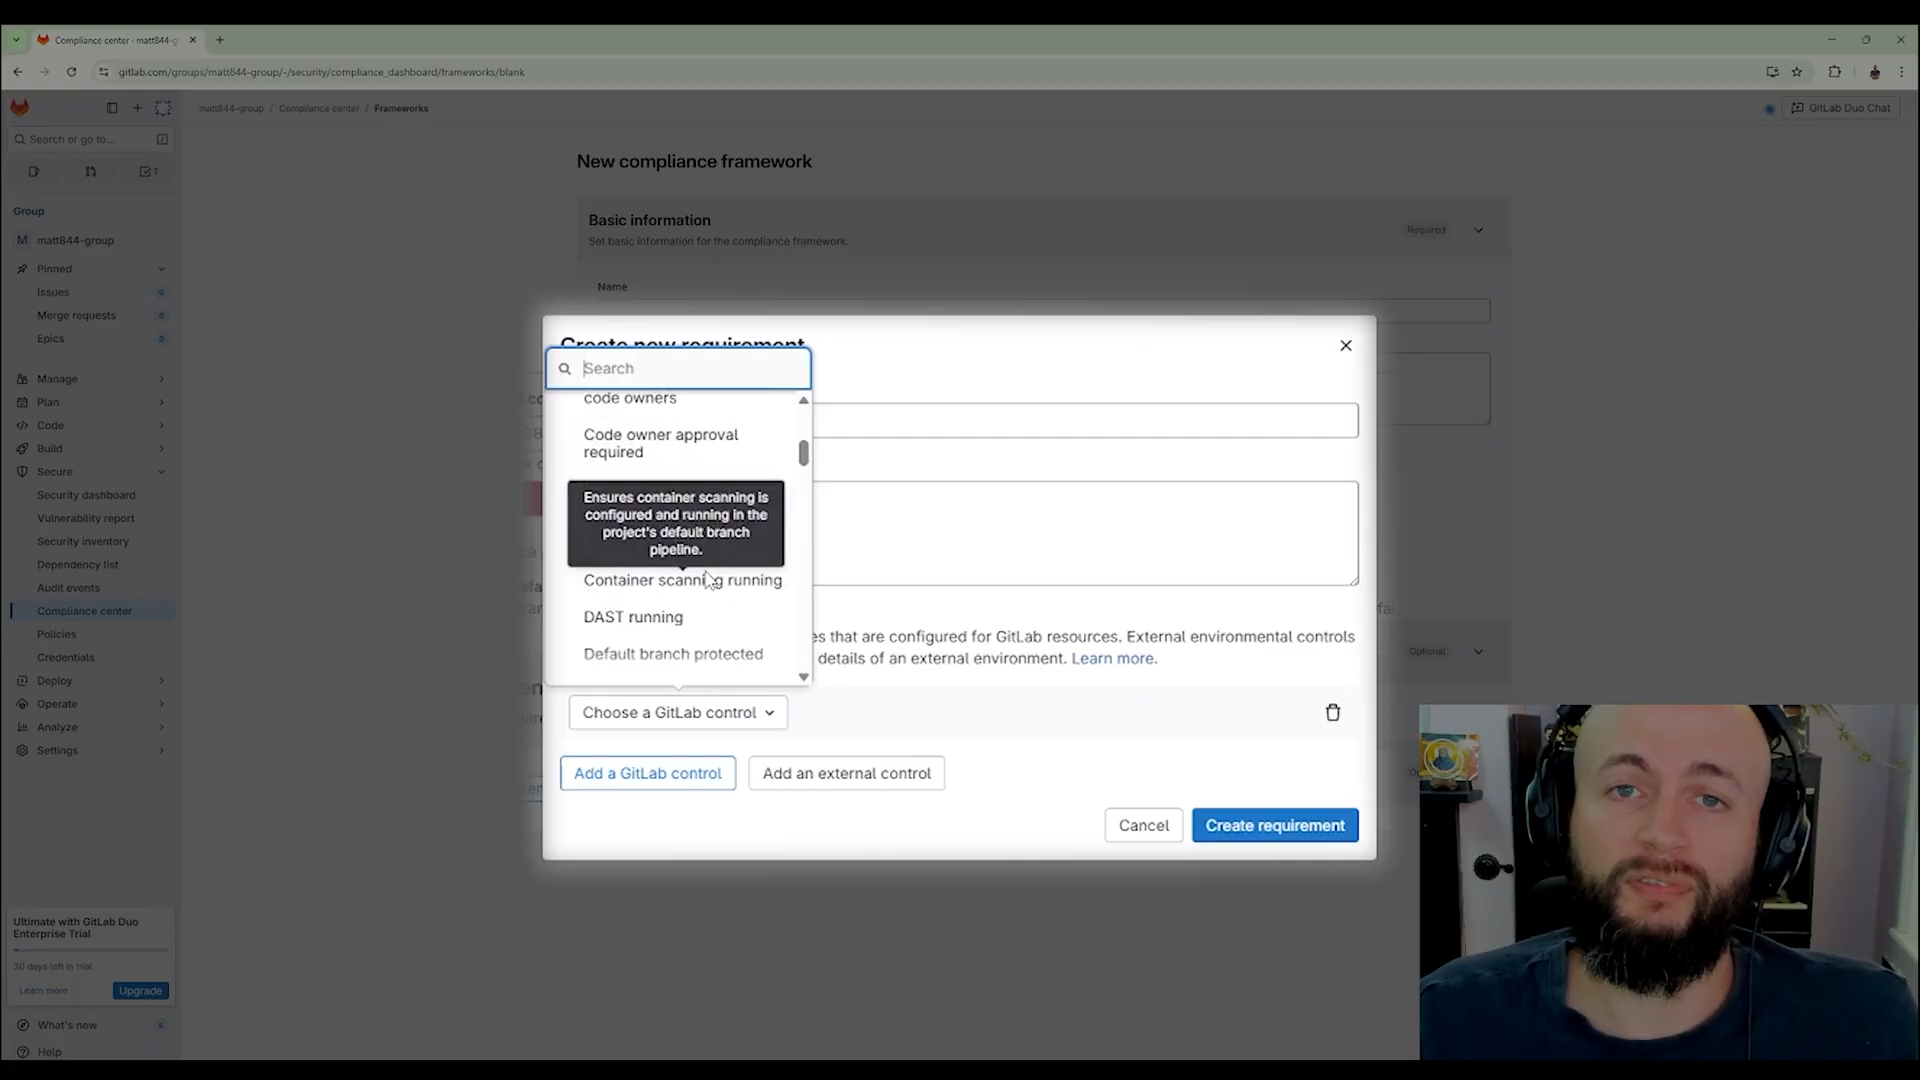 Compliance center - matt844-g
gitlab.com/groups/matt844-group/-/security/compliance_dashboard/frameworks/blank
matt844-group / Compliance center / Frameworks
GitLab Duo Chat
Search or go to...
1
Group
M matt844-group
Pinned
Issues 0
Merge requests 0
Epics 0
Manage
Plan
Code
Build
Secure
Security dashboard
Vulnerability report
Security inventory
Dependency list
Audit events
Compliance center
Policies
Credentials
Deploy
Operate
Analyze
Settings
Ultimate with GitLab Duo
Enterprise Trial
30 days left in trial
Learn more
Upgrade
What's new 8
Help
New compliance framework
Basic information
Set basic information for the compliance framework.
Required
Name
Create new requirement
Search
code owners
Code owner approval
required
Ensures container scanning is
configured and running in the
project's default branch
pipeline.
Container scanning running
DAST running
Default branch protected
that are configured for GitLab resources. External environmental controls
details of an external environment. Learn more.
Optional
Choose a GitLab control
Add a GitLab control
Add an external control
Cancel
Create requirement